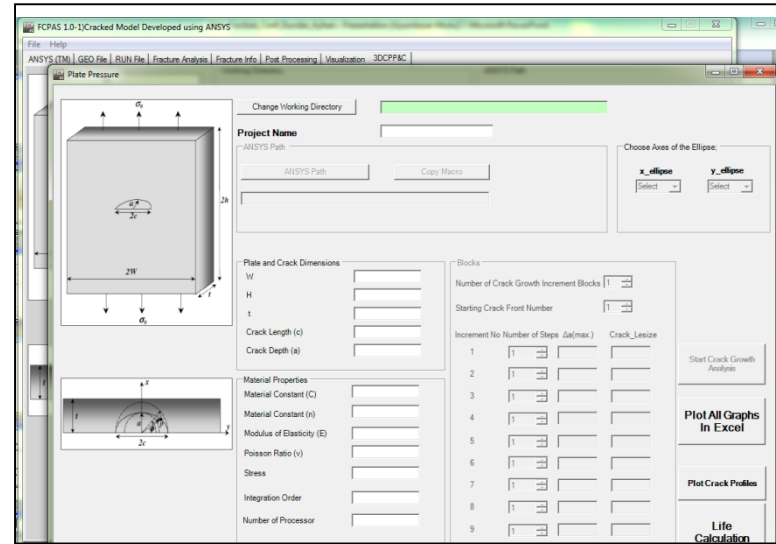 FCPAS 1.0-1)Cracked Model Developed using ANSYS
File Help
ANSYS (TM) GEO File RUN File Fracture Analysis Fracture Info Post Processing Visualization 3DCPP&C
Plate Pressure
σ₀
a
2c
2h
2W
t
σ₀
Change Working Directory
Project Name
ANSYS Path
ANSYS Path Copy Macro
Choose Axes of the Ellipse;
x_ellipse y_ellipse
Select Select
Plate and Crack Dimensions
W
H
t
Crack Length (c)
Crack Depth (a)
Blocks
Number of Crack Growth Increment Blocks 1
Starting Crack Front Number 1
Increment No Number of Steps Δa(max.) Crack_Lesize
1 1
2 1
3 1
4 1
5 1
6 1
7 1
8 1
9 1
Material Properties
Material Constant (C)
Material Constant (n)
Modulus of Elasticity (E)
Poisson Ratio (v)
Stress
Integration Order
Number of Processor
x
t
a
y
2c
Start Crack Growth
Analysis
Plot All Graphs
In Excel
Plot Crack Profiles
Life
Calculation